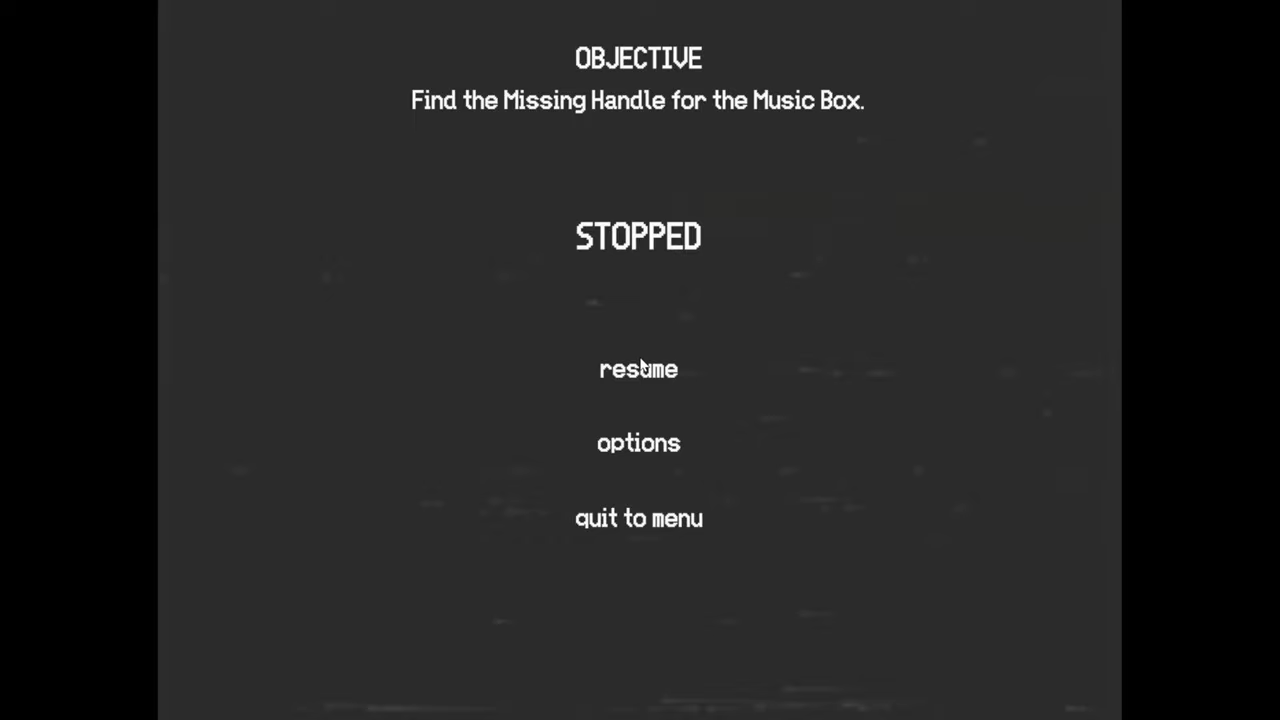 OBJECTIVE
Find the Missing Handle for the Music Box.
STOPPED
resume
options
quit to menu